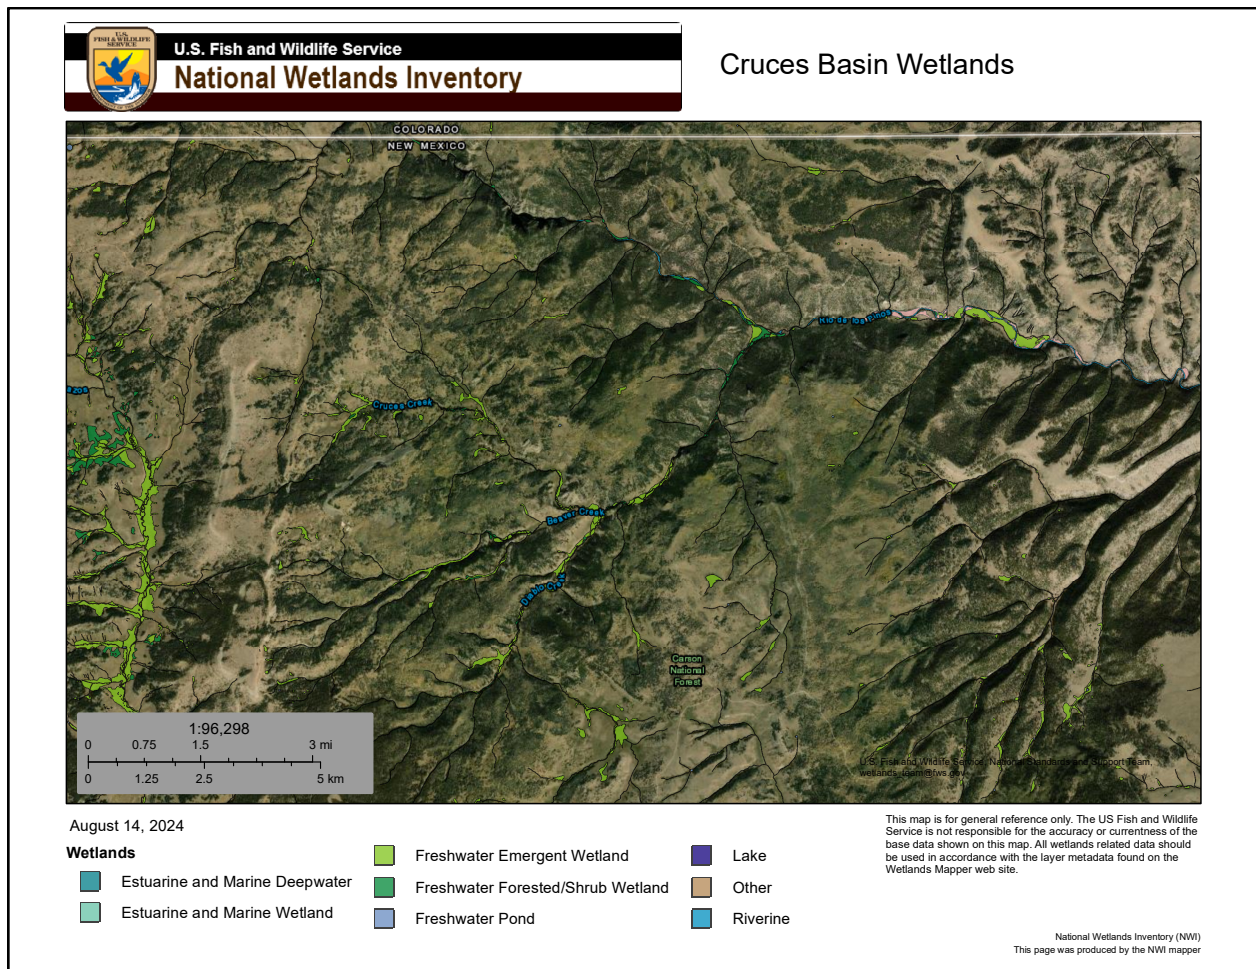 U.S.
FISH & WILDLIFE
SERVICE
U.S. Fish and Wildlife Service
National Wetlands Inventory
Cruces Basin Wetlands
COLORADO
NEW MEXICO
Rio de los Pinos
azos
Cruces Creek
Beaver Creek
Diablo Creek
Carson
National
Forest
1:96,298
0 0.75 1.5 3 mi
0 1.25 2.5 5 km
U.S. Fish and Wildlife Service, National Standards and Support Team,
wetlands_team@fws.gov
August 14, 2024
This map is for general reference only. The US Fish and Wildlife
Service is not responsible for the accuracy or currentness of the
base data shown on this map. All wetlands related data should
be used in accordance with the layer metadata found on the
Wetlands Mapper web site.
Wetlands
Estuarine and Marine Deepwater
Estuarine and Marine Wetland
Freshwater Emergent Wetland
Freshwater Forested/Shrub Wetland
Freshwater Pond
Lake
Other
Riverine
National Wetlands Inventory (NWI)
This page was produced by the NWI mapper